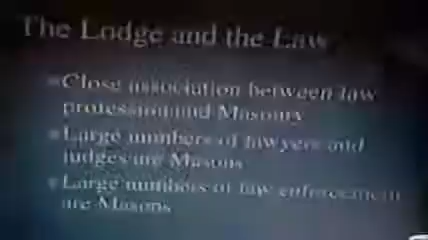 The Lodge and the Law
Close association between law
profession and Masonry
Large numbers of lawyers and
judges are Masons
Large numbers of law enforcement
are Masons